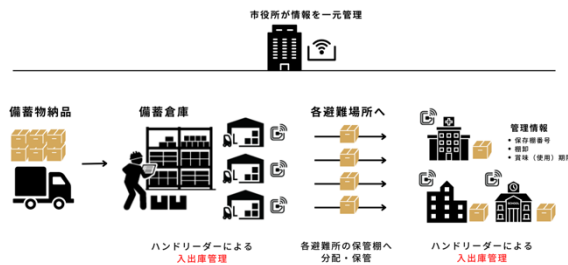 市役所が情報を一元管理
備蓄物納品
備蓄倉庫
各避難場所へ
管理情報
• 保存棚番号
• 棚卸
• 賞味（使用）期
ハンドリーダーによる
入出庫管理
各避難所の保管棚へ
分配・保管
ハンドリーダーによる
入出庫管理